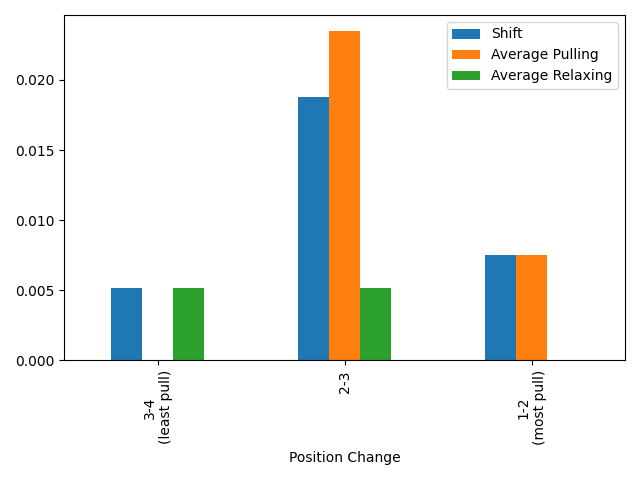 Shift
Average Pulling
Average Relaxing
0.020
0.015
0.010
0.005
0.000
3-4
(least pull)
2-3
1-2
(most pull)
Position Change